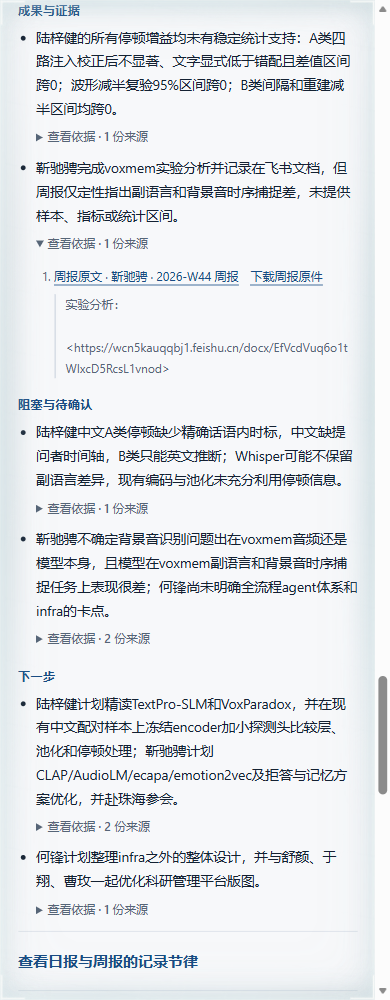 成果与证据
• 陆梓健的所有停顿增益均未有稳定统计支持：A类四
路注入校正后不显著、文字显式低于错配且差值区间
跨0；波形减半复验95%区间跨0；B类间隔和重建减
半区间均跨0。
▶ 查看依据 · 1 份来源
• 靳驰骋完成voxmem实验分析并记录在飞书文档，但
周报仅定性指出副语言和背景音时序捕捉差，未提供
样本、指标或统计区间。
▼ 查看依据 · 1 份来源
1. 周报原文 · 靳驰骋 · 2026-W44 周报 下载周报原件
实验分析：
<https://wcn5kauqqbj1.feishu.cn/docx/EfVcdVuq6o1t
WIxcD5RcsL1vnod>
阻塞与待确认
• 陆梓健中文A类停顿缺少精确话语内时标，中文缺提
问者时间轴，B类只能英文推断；Whisper可能不保留
副语言差异，现有编码与池化未充分利用停顿信息。
▶ 查看依据 · 1 份来源
• 靳驰骋不确定背景音识别问题出在voxmem音频还是
模型本身，且模型在voxmem副语言和背景音时序捕
捉任务上表现很差；何锋尚未明确全流程agent体系和
infra的卡点。
▶ 查看依据 · 2 份来源
下一步
• 陆梓健计划精读TextPro-SLM和VoxParadox，并在现
有中文配对样本上冻结encoder加小探测头比较层、
池化和停顿处理；靳驰骋计划
CLAP/AudioLM/ecapa/emotion2vec及拒答与记忆方
案优化，并赴珠海参会。
▶ 查看依据 · 2 份来源
• 何锋计划整理infra之外的整体设计，并与舒颜、于
翔、曹玫一起优化科研管理平台版图。
▶ 查看依据 · 1 份来源
查看日报与周报的记录节律